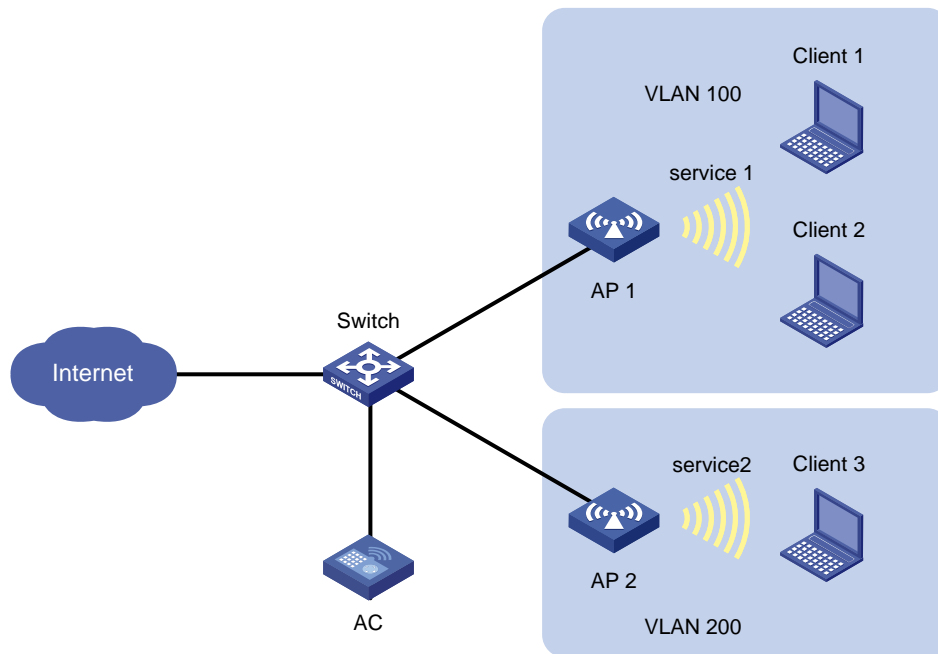 Client 1
VLAN 100
service 1
Client 2
AP 1
Switch
Internet
SWITCH
service2
Client 3
AP 2
AC
VLAN 200